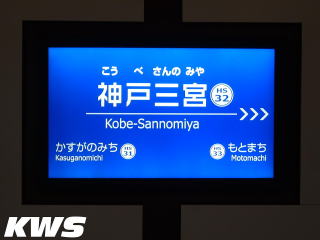 こう べ さんの みや
神戸三宮 HS 32
>>>
Kobe-Sannomiya
かすがのみち HS 31
Kasuganomichi
HS 33 もとまち
Motomachi
KWS